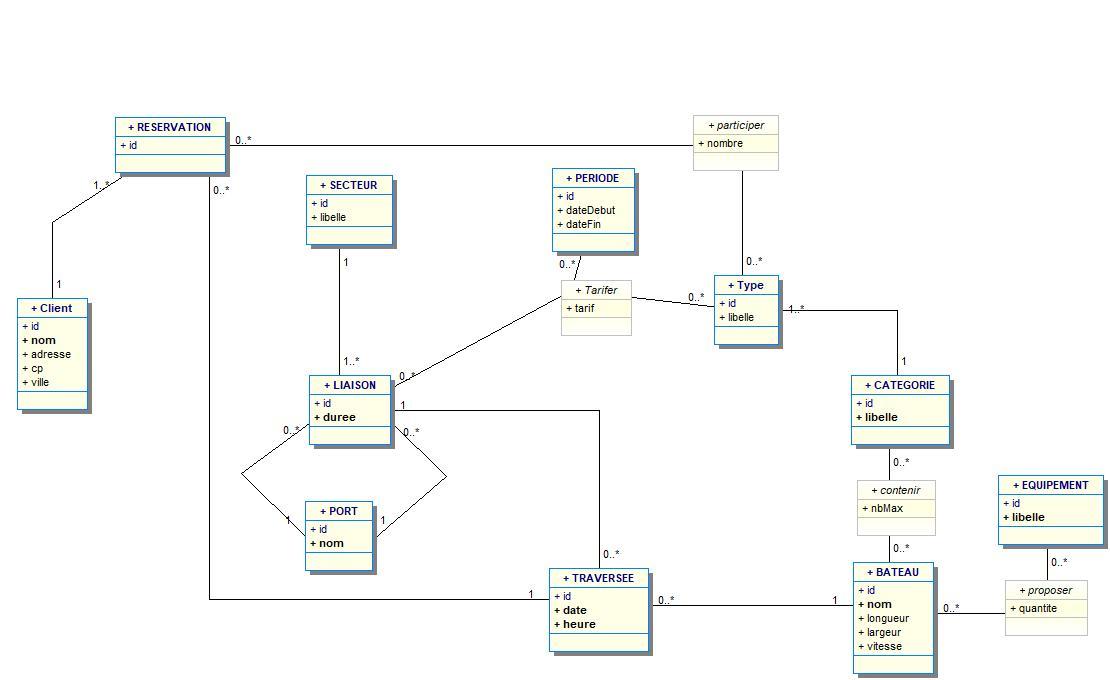 + RESERVATION
+ id
0..*
1..*
0..*
+ participer
+ nombre
0..*
+ SECTEUR
+ id
+ libelle
1
1..*
+ PERIODE
+ id
+ dateDebut
+ dateFin
0..*
+ Tarifer
+ tarif
0..*
0..*
+ Type
+ id
+ libelle
1..*
1
1
+ Client
+ id
+ nom
+ adresse
+ cp
+ ville
+ LIAISON
+ id
+ duree
1
0..*
0..*
+ CATEGORIE
+ id
+ libelle
0..*
+ contenir
+ nbMax
0..*
+ EQUIPEMENT
+ id
+ libelle
0..*
+ PORT
+ id
+ nom
1
1
0..*
+ TRAVERSEE
+ id
+ date
+ heure
1
0..*
1
+ BATEAU
+ id
+ nom
+ longueur
+ largeur
+ vitesse
0..*
+ proposer
+ quantite